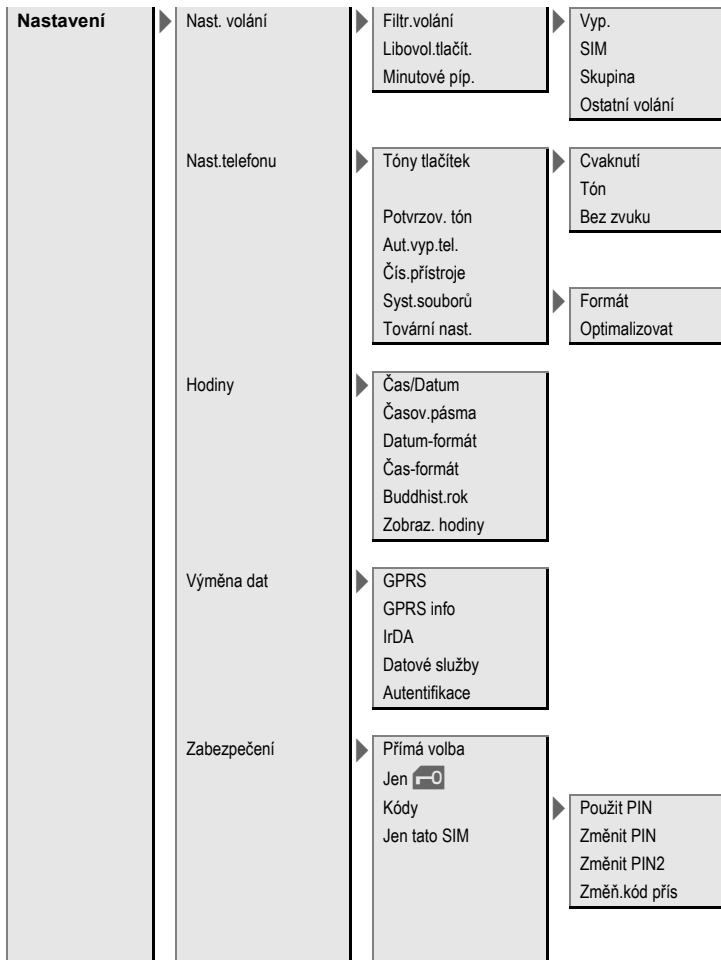 Nastavení Nast. volání Filtr.volání Vyp.
Libovol.tlačít. SIM
Minutové píp. Skupina
Ostatní volání
Nast.telefonu Tóny tlačítek Cvaknutí
Tón
Potvrzov. tón Bez zvuku
Aut.vyp.tel.
Čís.přístroje
Syst.souborů Formát
Tovární nast. Optimalizovat
Hodiny Čas/Datum
Časov.pásma
Datum-formát
Čas-formát
Buddhist.rok
Zobraz. hodiny
Výměna dat GPRS
GPRS info
IrDA
Datové služby
Autentifikace
Zabezpečení Přímá volba
Jen
Kódy Použit PIN
Jen tato SIM Změnit PIN
Změnit PIN2
Změň.kód přís